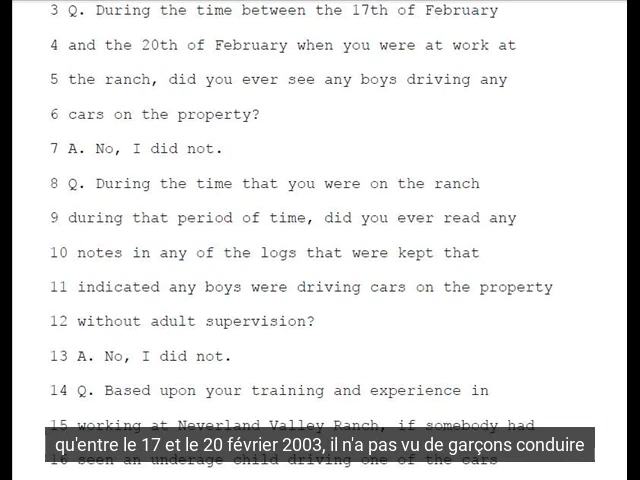 3 Q. During the time between the 17th of February
4 and the 20th of February when you were at work at
5 the ranch, did you ever see any boys driving any
6 cars on the property?
7 A. No, I did not.
8 Q. During the time that you were on the ranch
9 during that period of time, did you ever read any
10 notes in any of the logs that were kept that
11 indicated any boys were driving cars on the property
12 without adult supervision?
13 A. No, I did not.
14 Q. Based upon your training and experience in
15 working at Neverland Valley Ranch, if somebody had
qu'entre le 17 et le 20 février 2003, il n'a pas vu de garçons conduire
16 seen an underage child driving one of the cars